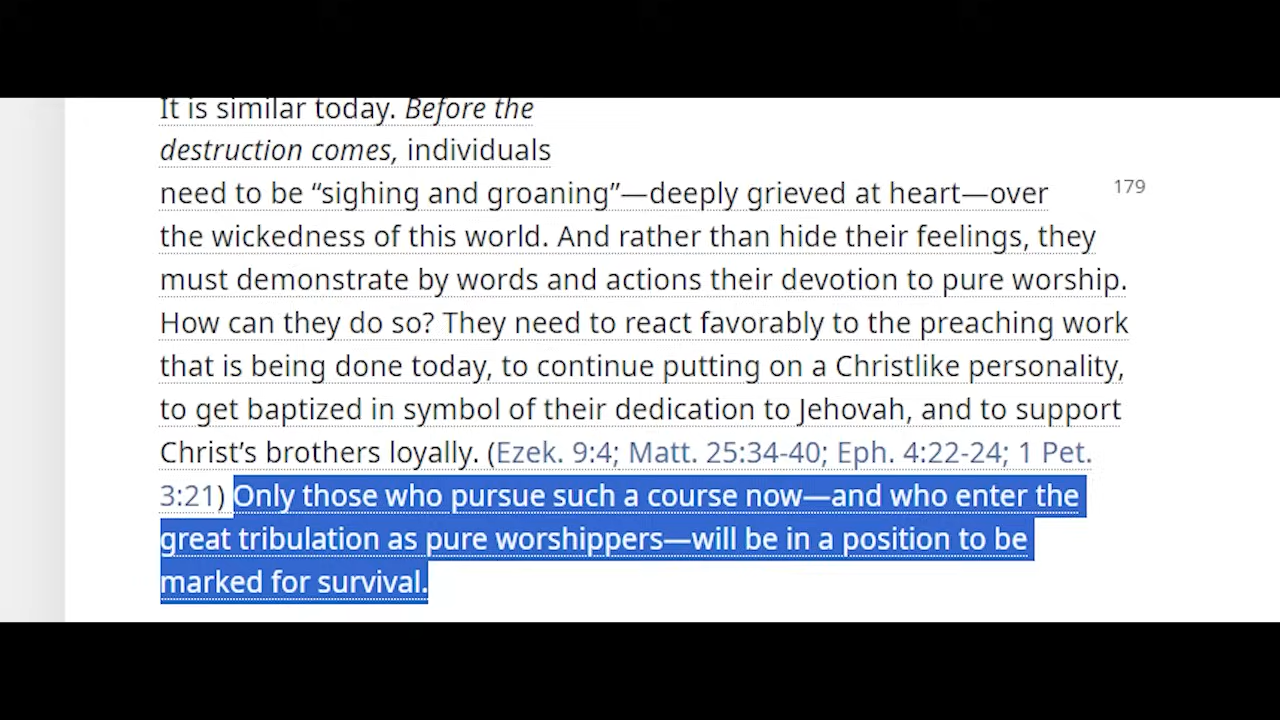 It is similar today. Before the
destruction comes, individuals
need to be “sighing and groaning”—deeply grieved at heart—over
179
the wickedness of this world. And rather than hide their feelings, they
must demonstrate by words and actions their devotion to pure worship.
How can they do so? They need to react favorably to the preaching work
that is being done today, to continue putting on a Christlike personality,
to get baptized in symbol of their dedication to Jehovah, and to support
Christ’s brothers loyally. (Ezek. 9:4; Matt. 25:34-40; Eph. 4:22-24; 1 Pet.
3:21) Only those who pursue such a course now—and who enter the
great tribulation as pure worshippers—will be in a position to be
marked for survival.